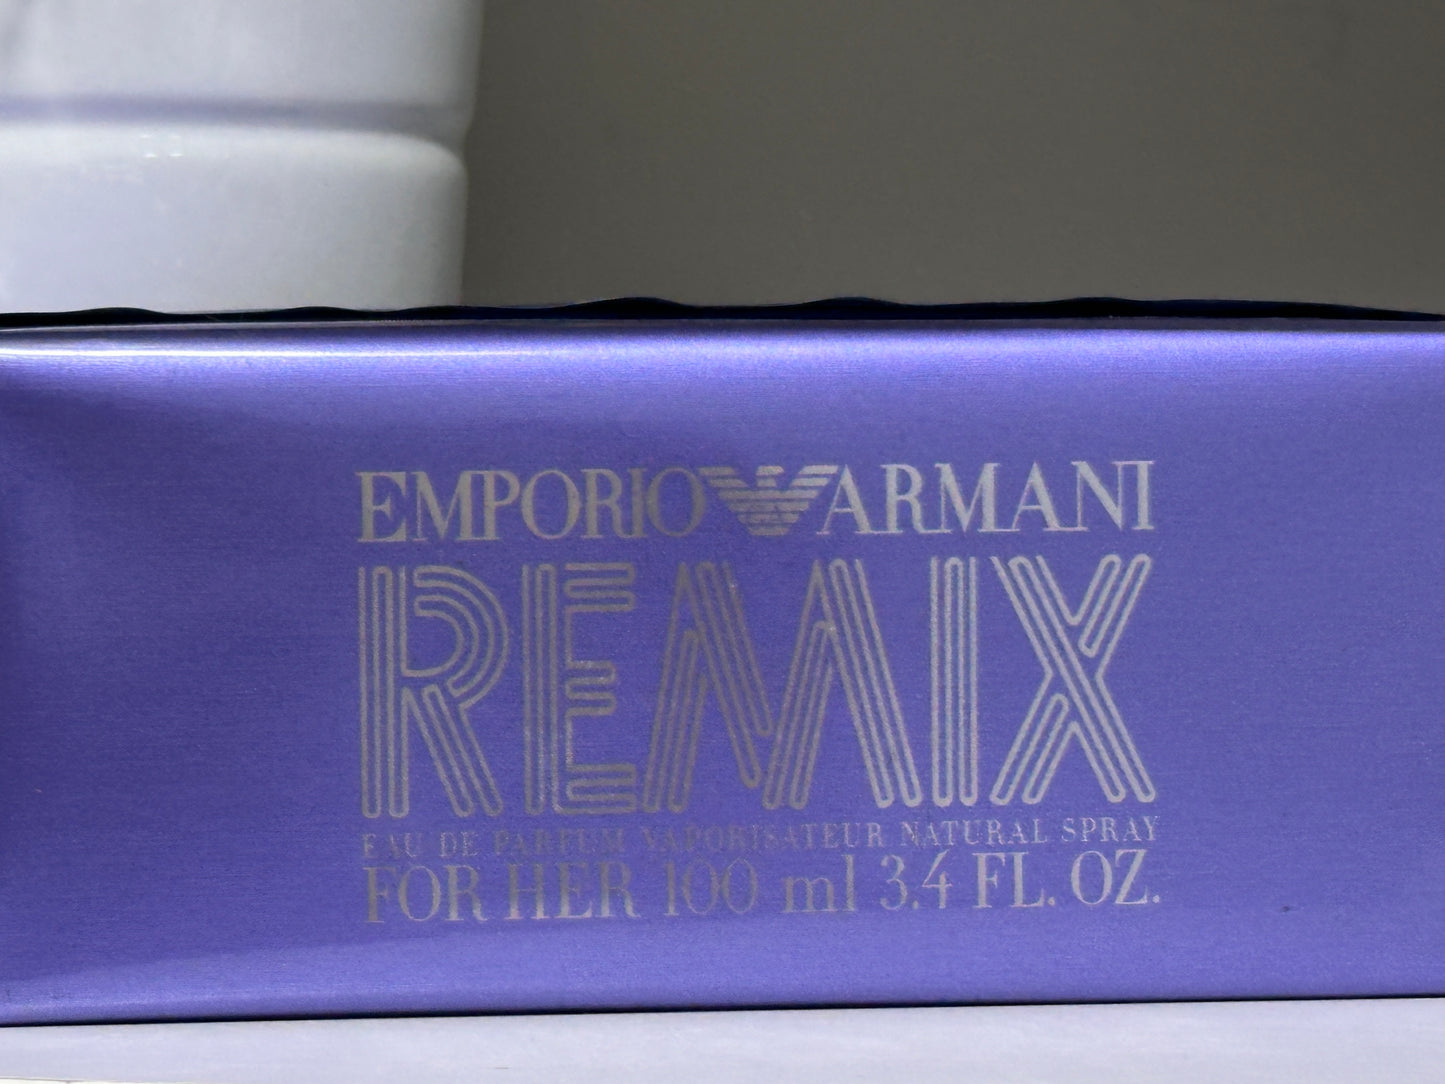 EMPORIO ARMANI
REMIX
EAU DE PARFUM VAPORISATEUR NATURAL SPRAY
FOR HER 100 ml 3.4 FL. OZ.